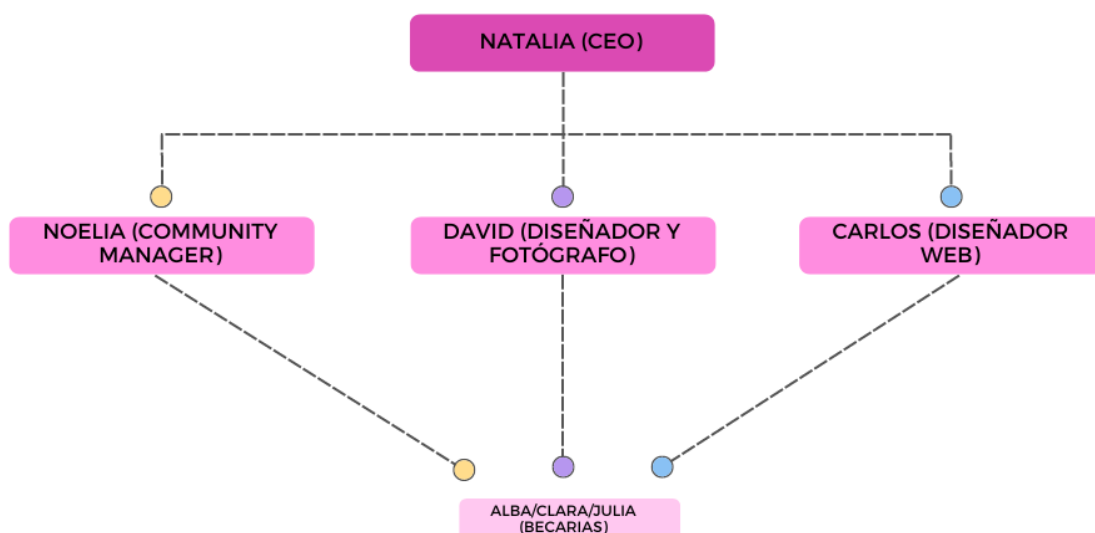 NATALIA (CEO)
NOELIA (COMMUNITY
MANAGER)
DAVID (DISEÑADOR Y
FOTÓGRAFO)
CARLOS (DISEÑADOR
WEB)
ALBA/CLARA/JULIA
(BECARIAS)